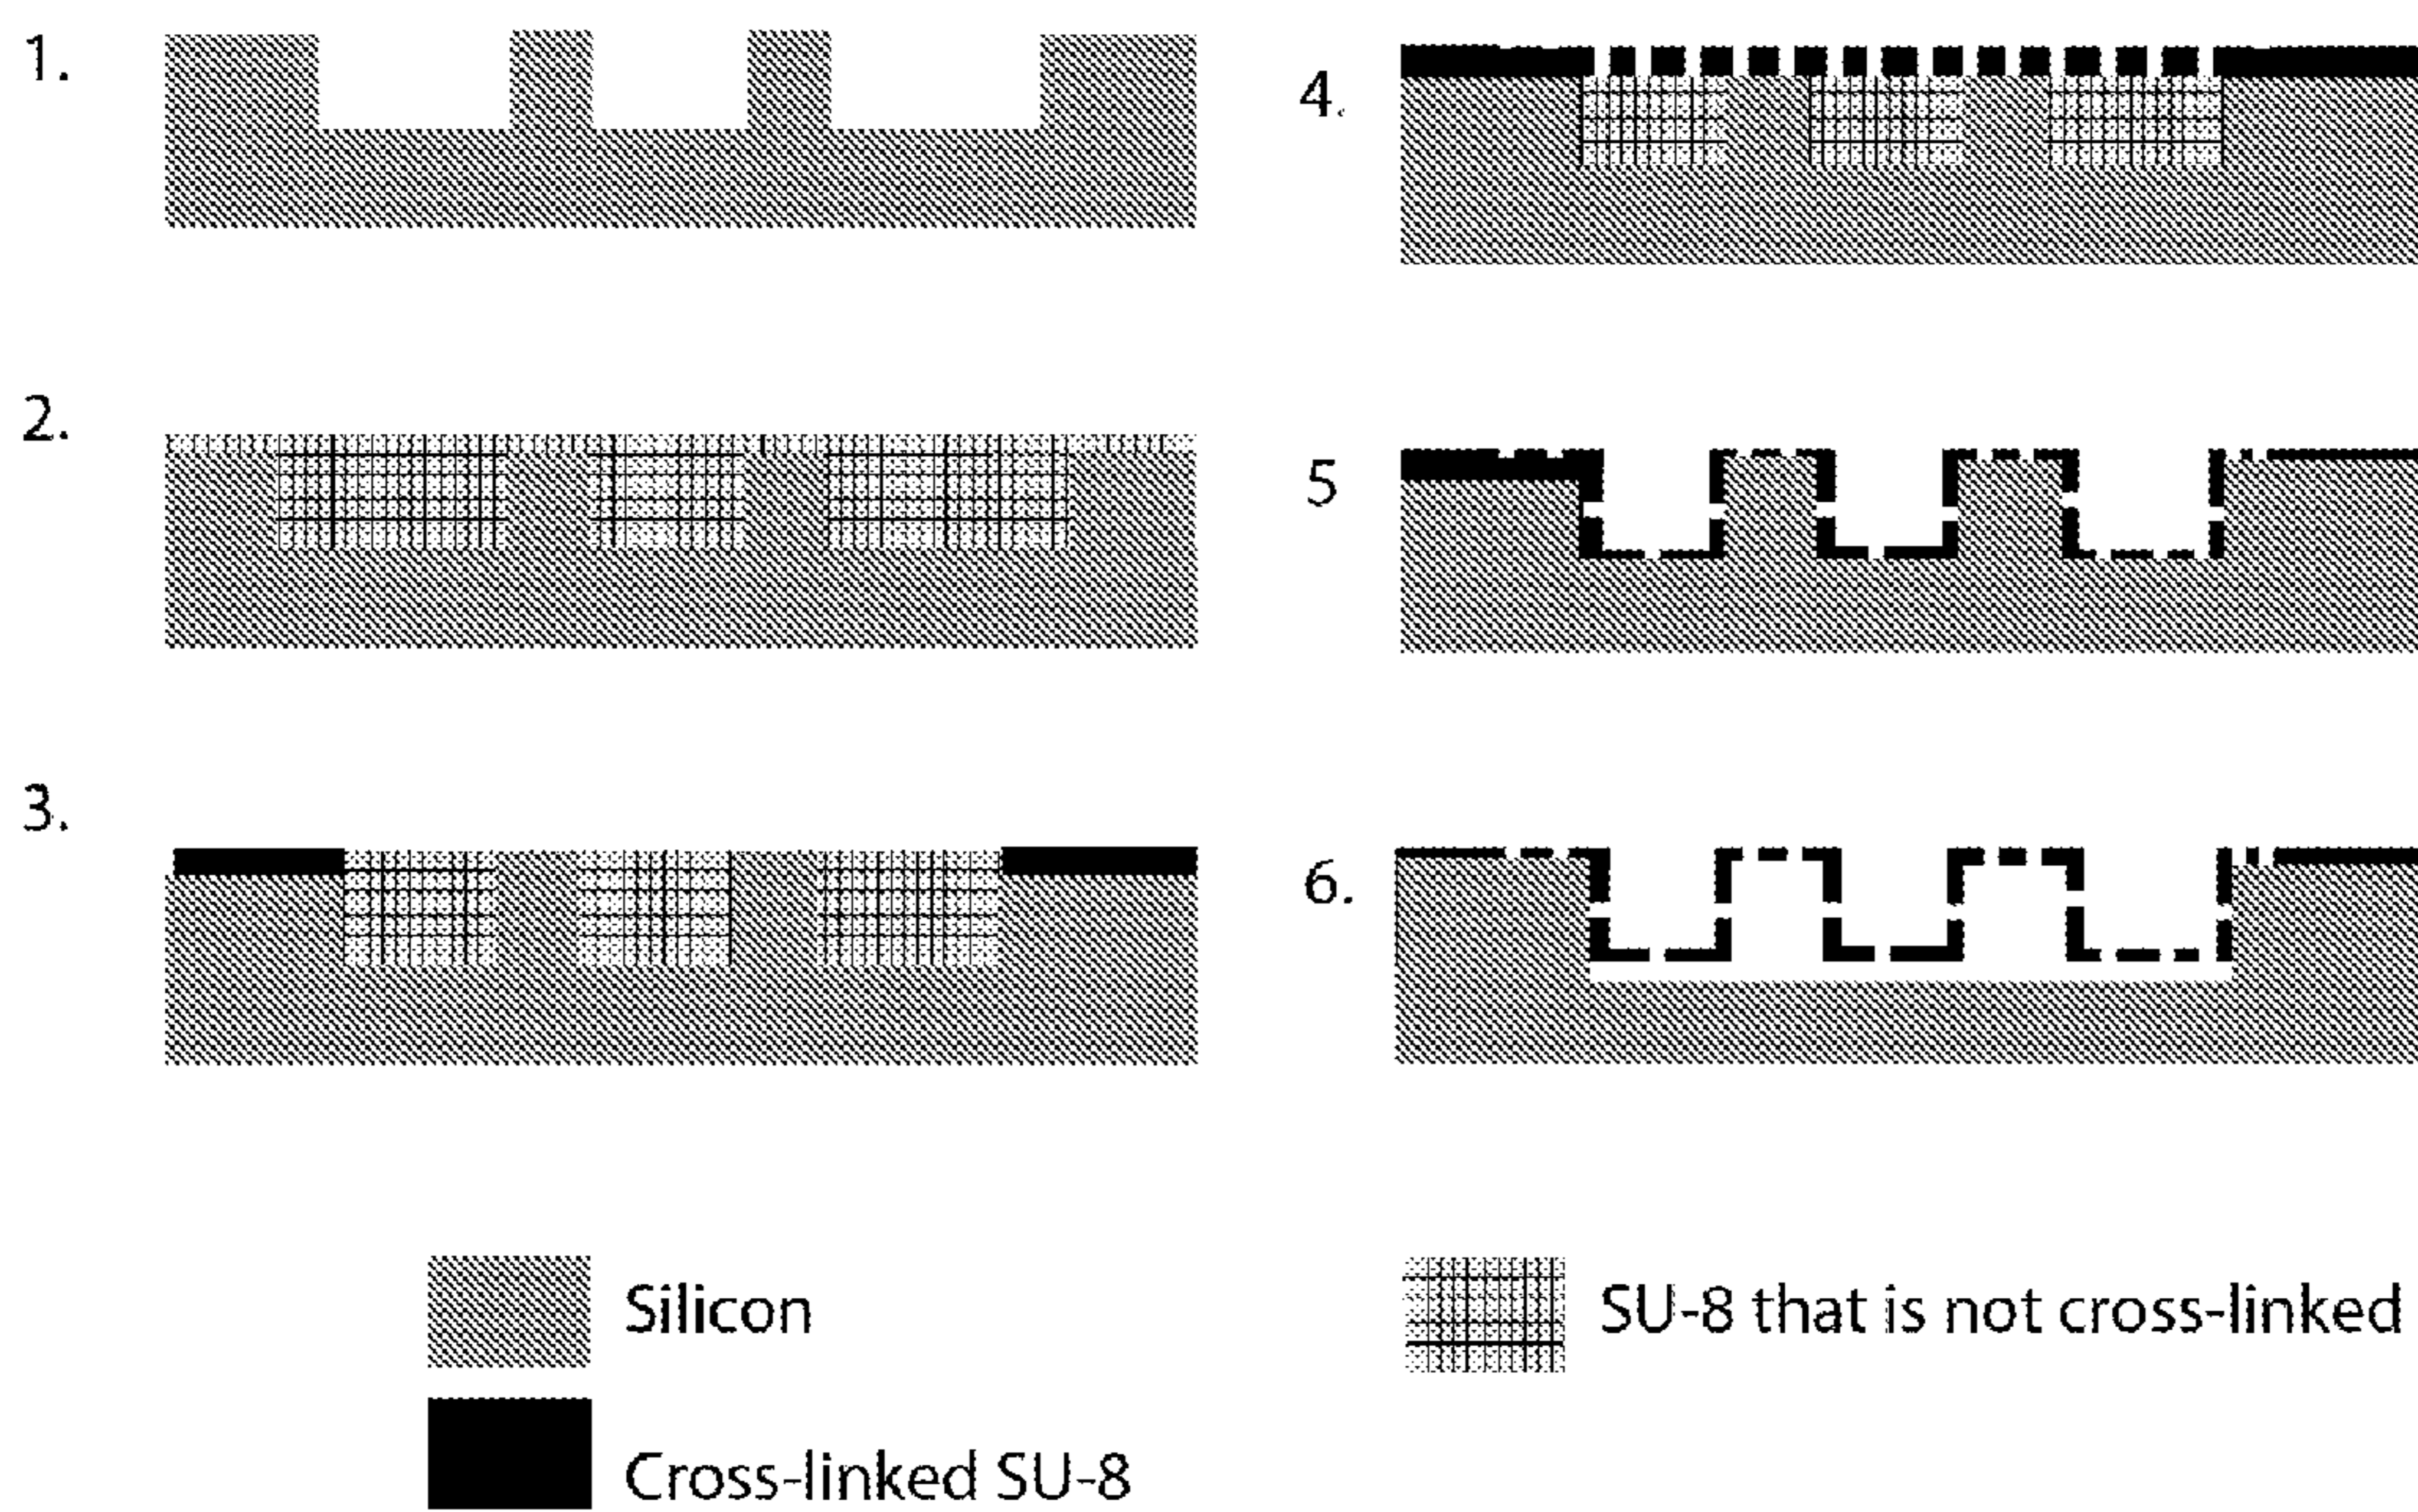 1.
2.
3.
4.
5
6.
Silicon
Cross-linked SU-8
SU-8 that is not cross-linked